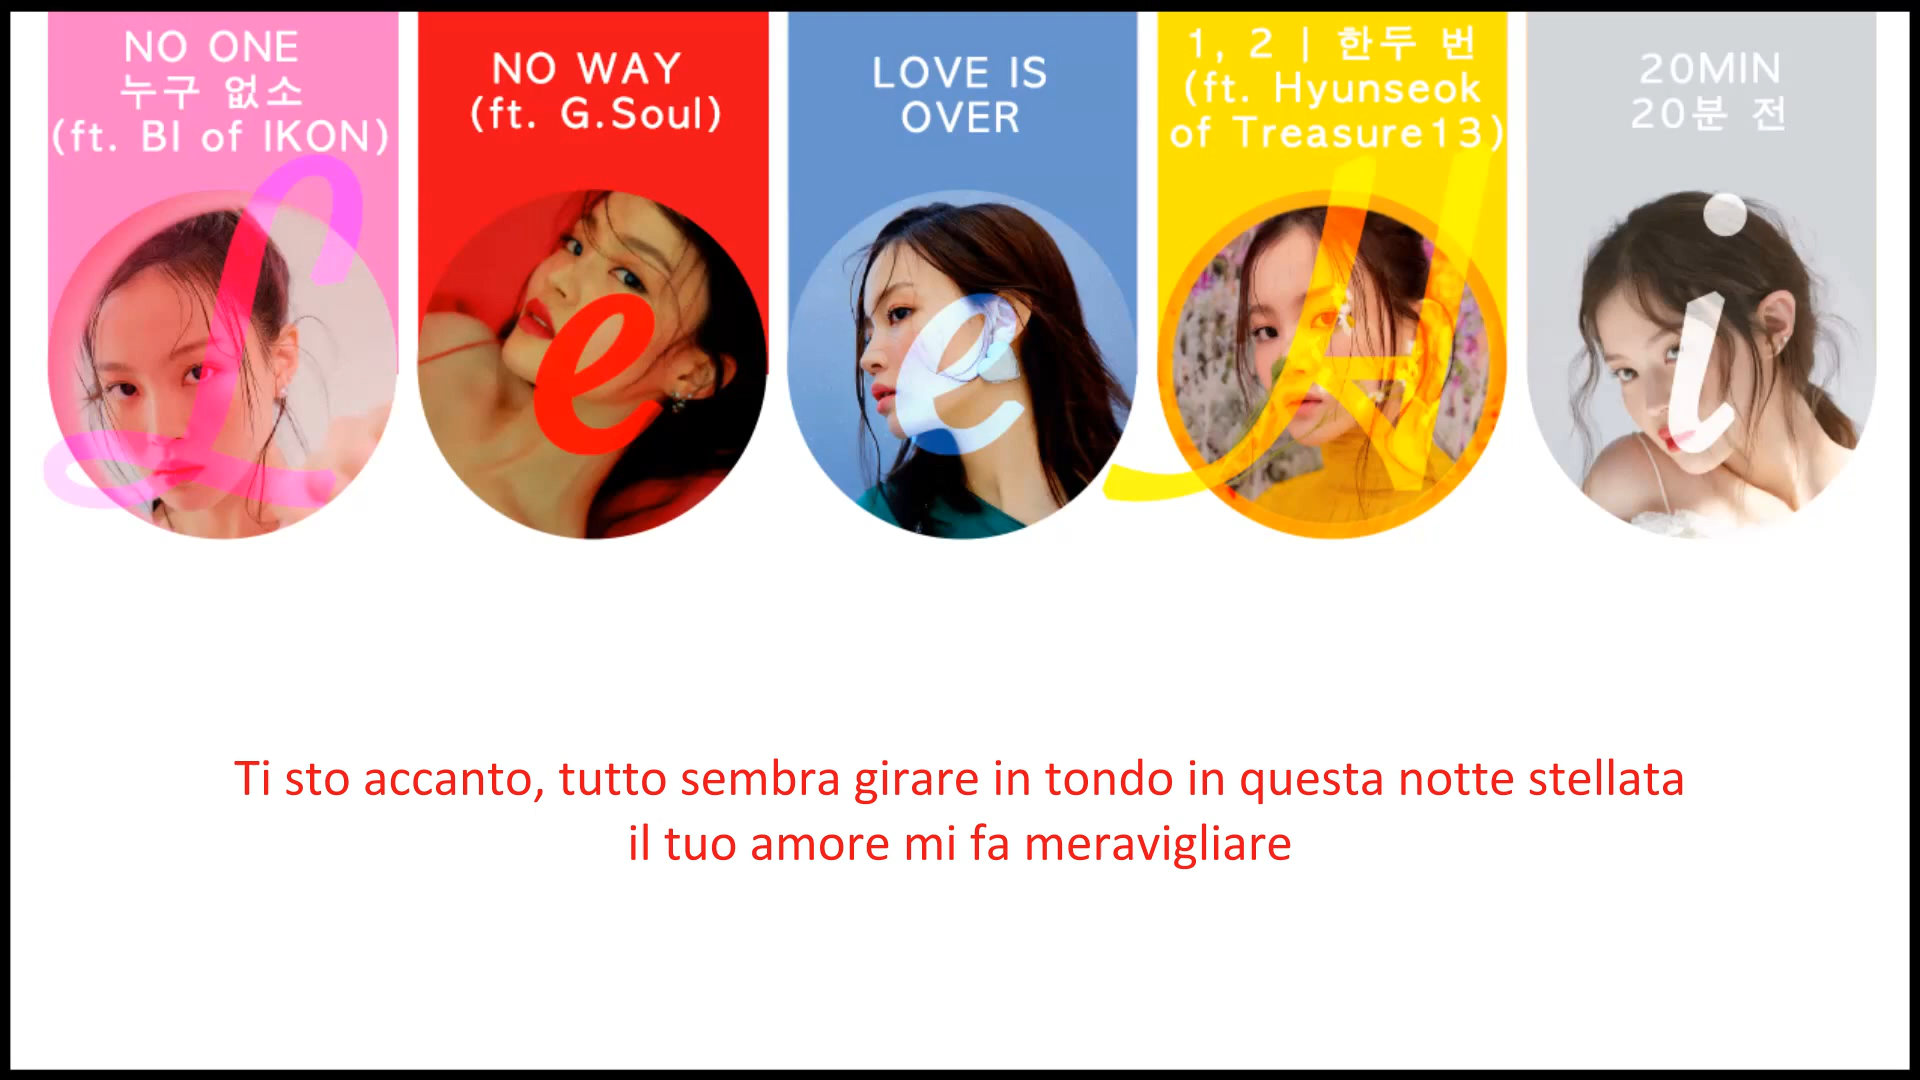 NO ONE
누구 없소
(ft. BI of IKON)
NO WAY
(ft. G.Soul)
LOVE IS
OVER
1, 2 | 한두 번
(ft. Hyunseok
of Treasure13)
20MIN
20분 전
L e e H i
Ti sto accanto, tutto sembra girare in tondo in questa notte stellata
il tuo amore mi fa meravigliare